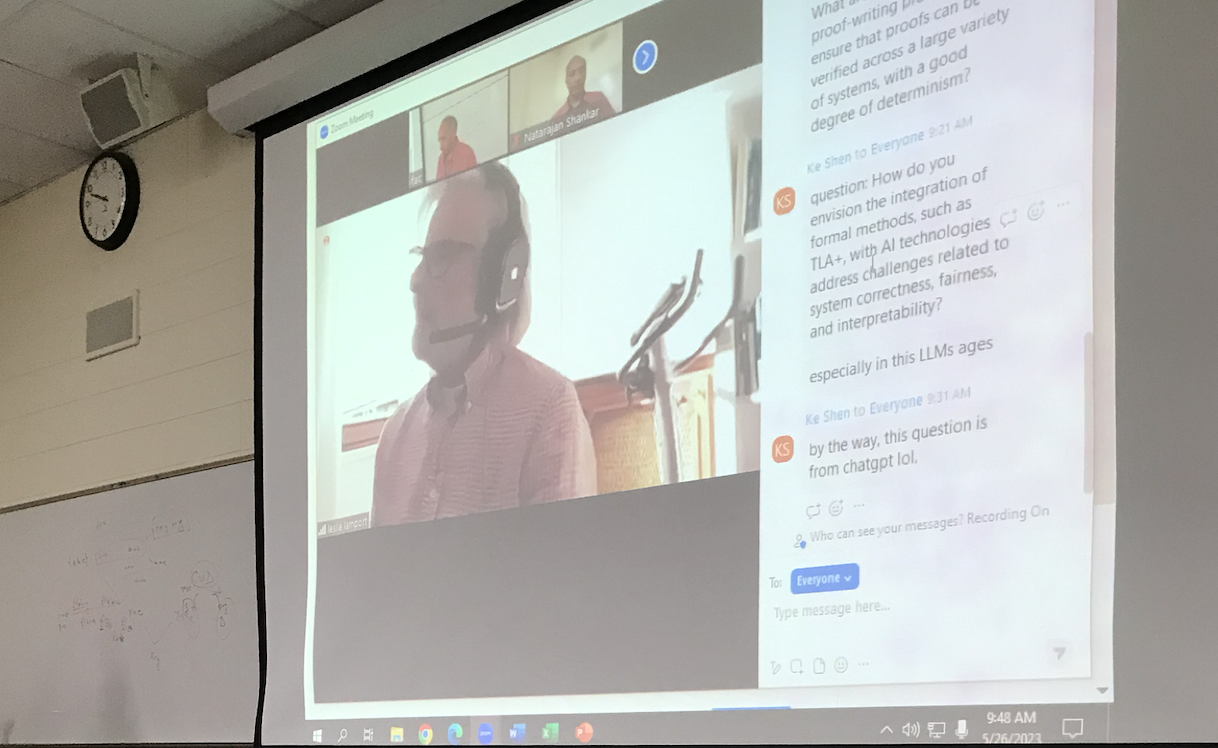 Zoom Meeting
Natarajan Shankar
leslie lamport
What
proof-writing
ensure that proofs can be
verified across a large variety
of systems, with a good
degree of determinism?
Ke Shen to Everyone 9:21 AM
KS
question: How do you
envision the integration of
formal methods, such as
TLA+, with AI technologies
address challenges related to
system correctness, fairness,
and interpretability?
especially in this LLMs ages
Ke Shen to Everyone 9:31 AM
KS
by the way, this question is
from chatgpt lol.
Who can see your messages? Recording On
To: Everyone
Type message here...
9:48 AM
5/26/2023